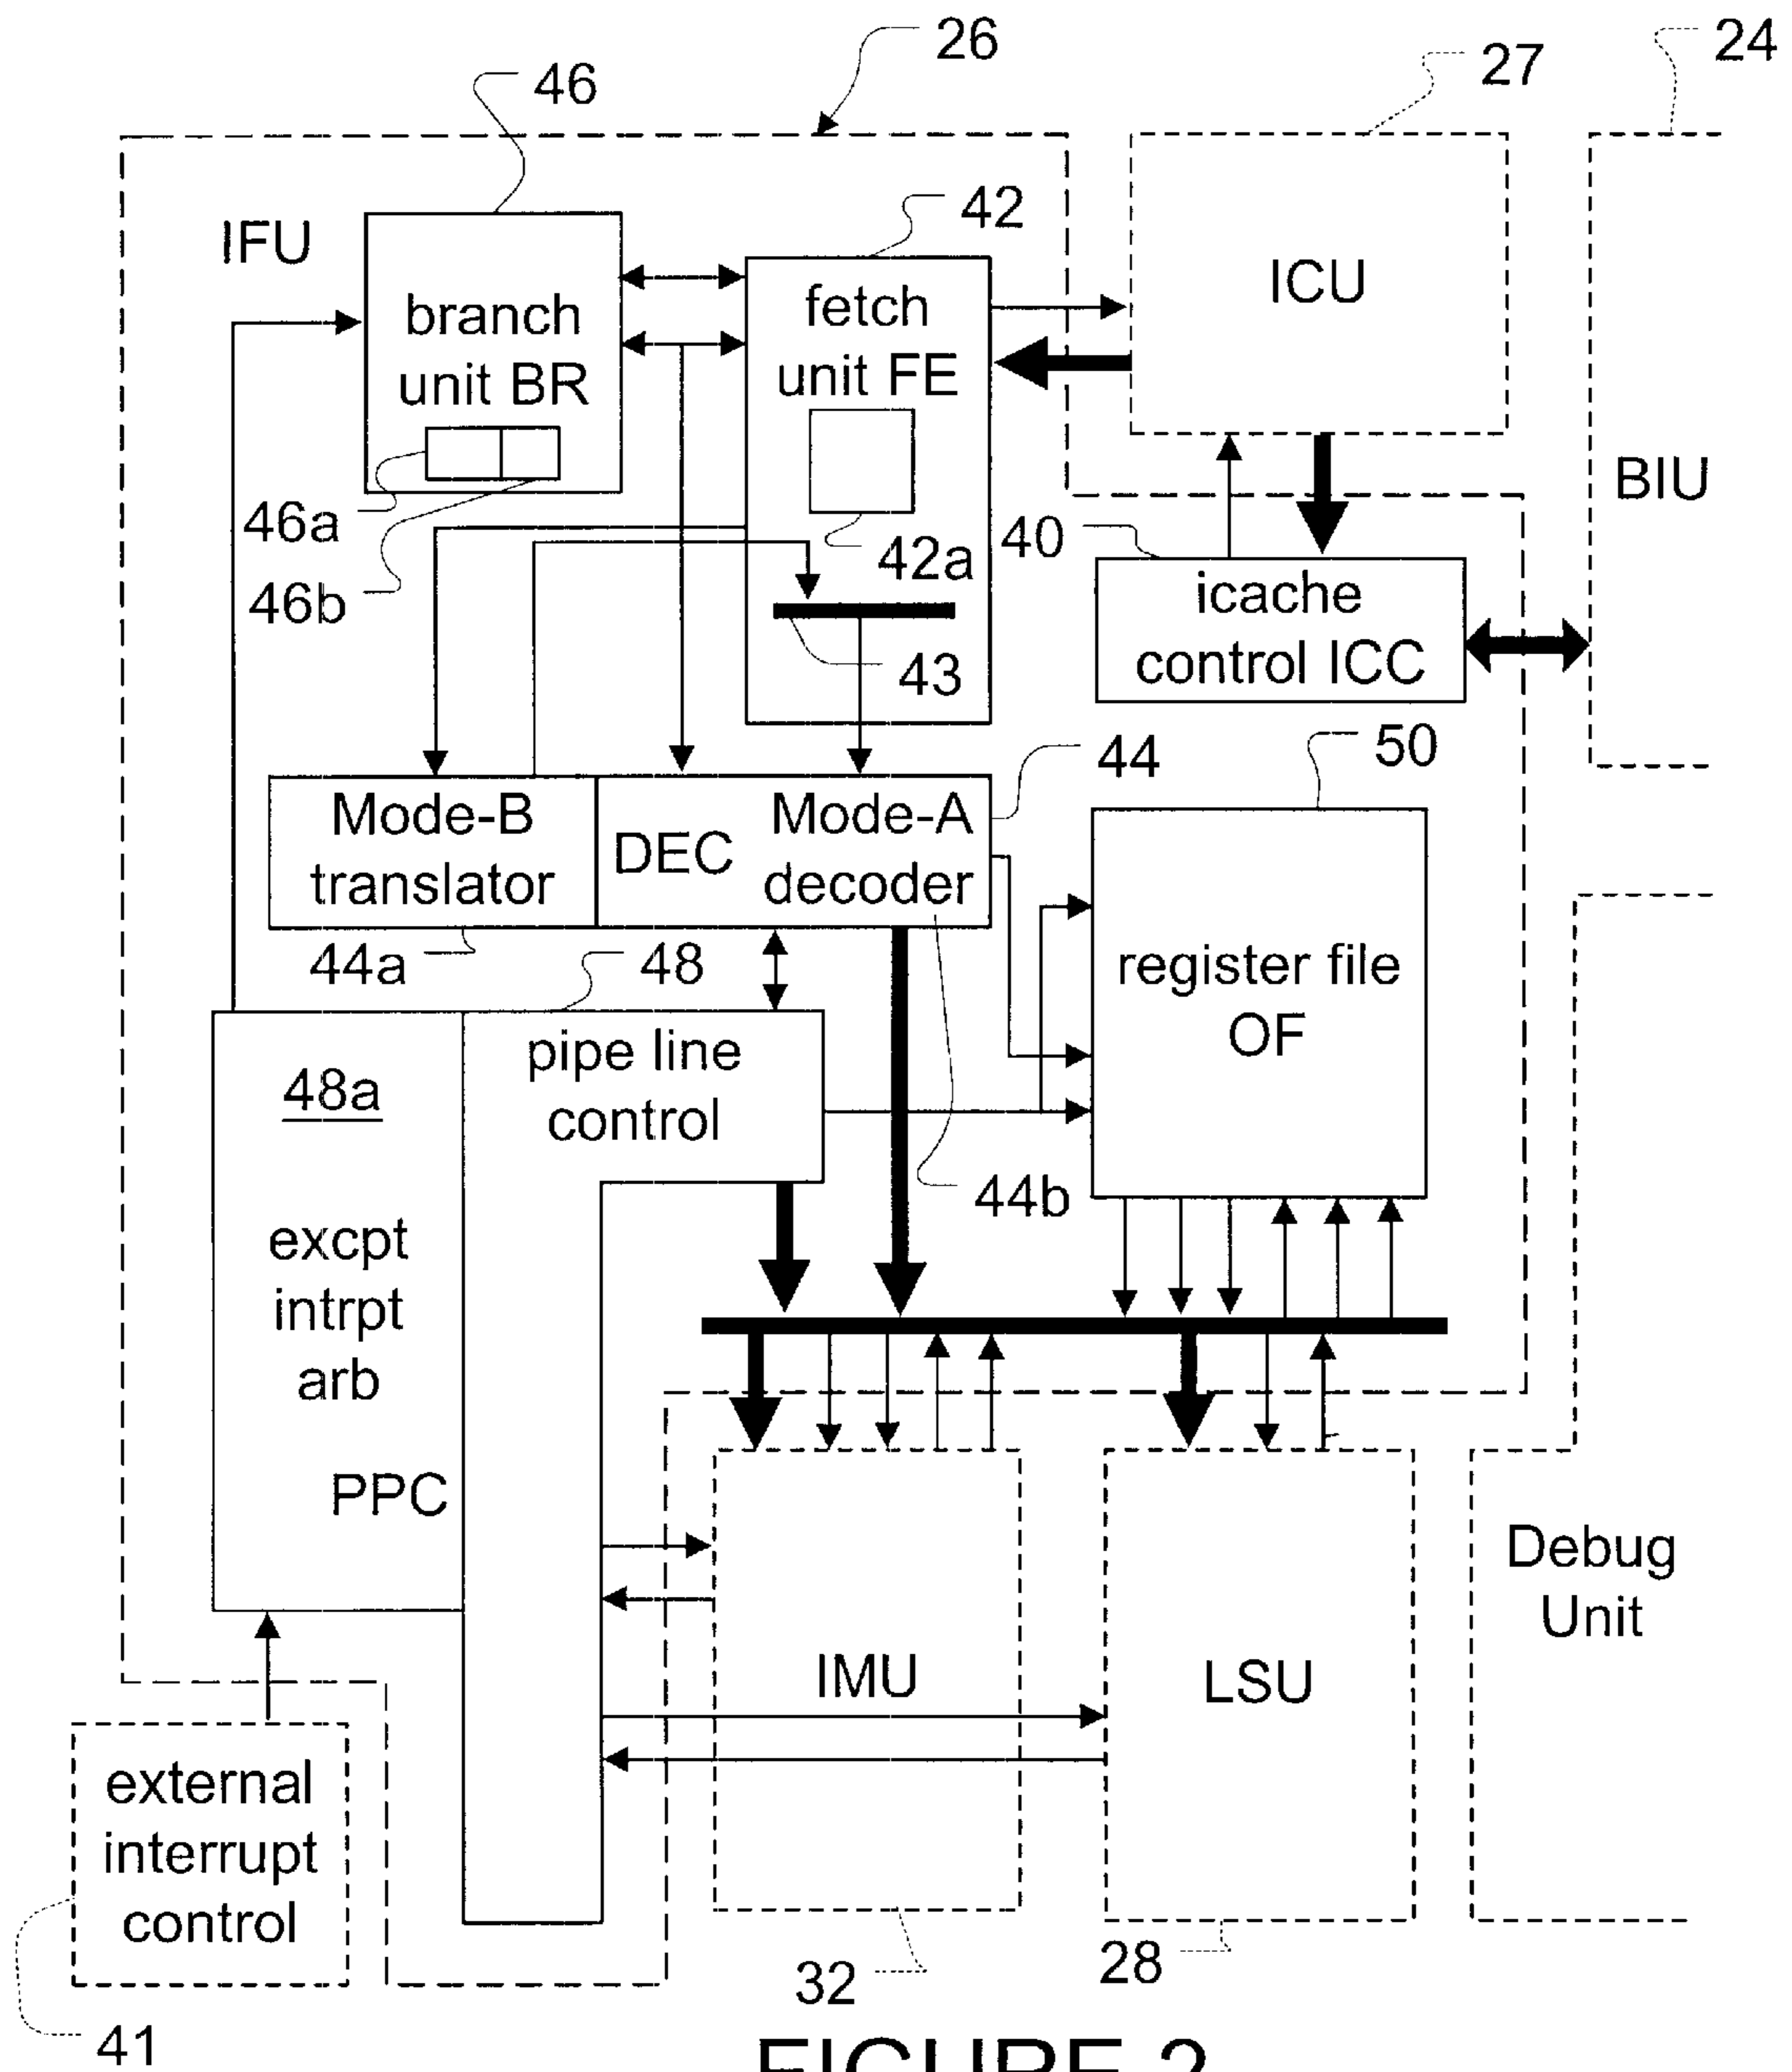 26
24
27
46
42
IFU
ICU
branch
unit BR
fetch
unit FE
BIU
46a
42a
40
46b
icache
control ICC
43
44
50
Mode-B
translator
DEC
Mode-A
decoder
44a
48
register file
OF
pipe line
control
48a
44b
excpt
intrpt
arb
PPC
Debug
Unit
IMU
LSU
external
interrupt
control
32
28
41
FIGURE 2